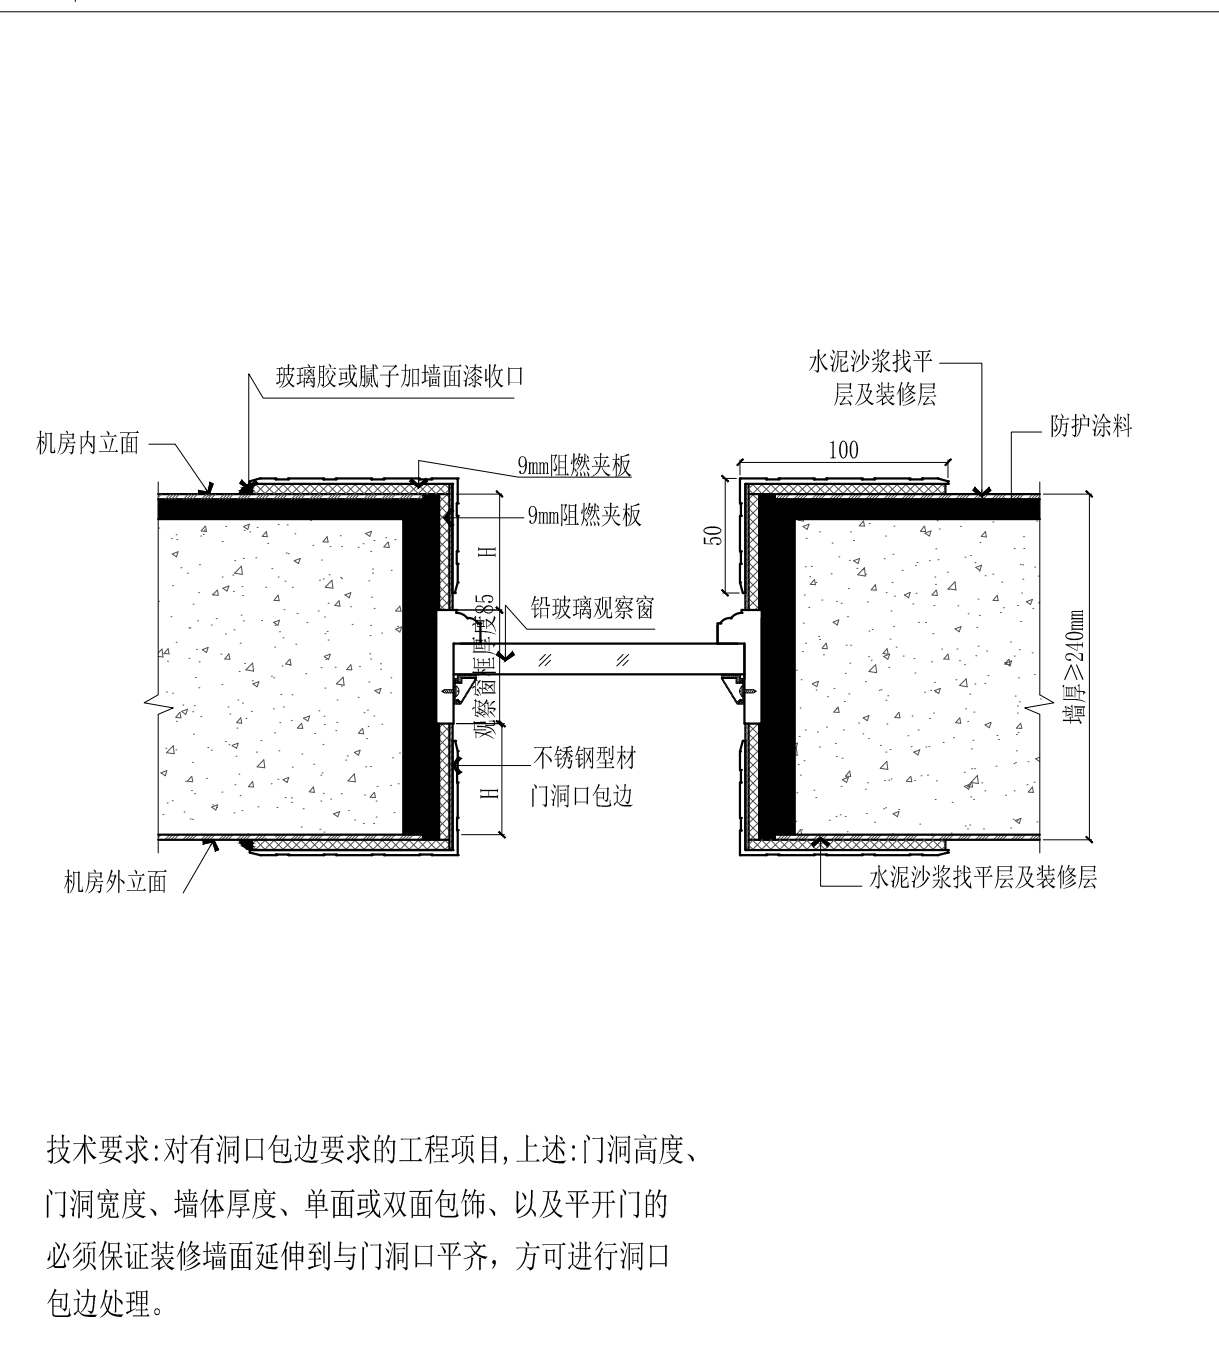 玻璃胶或腻子加墙面漆收口
水泥沙浆找平
层及装修层
防护涂料
机房内立面
100
9mm阻燃夹板
9mm阻燃夹板
50
H
铅玻璃观察窗
观察窗框厚度85
墙厚≥240mm
不锈钢型材
门洞口包边
H
机房外立面
水泥沙浆找平层及装修层
技术要求:对有洞口包边要求的工程项目,上述:门洞高度、
门洞宽度、墙体厚度、单面或双面包饰、以及平开门的
必须保证装修墙面延伸到与门洞口平齐，方可进行洞口
包边处理。